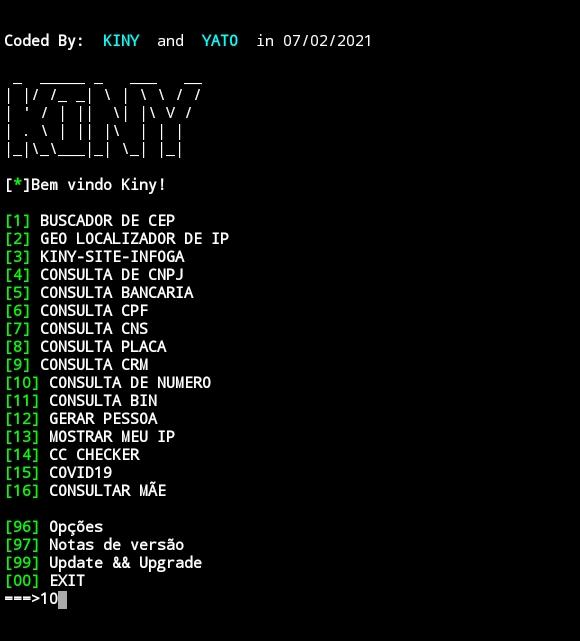 Coded By:  KINY  and  YATO  in 07/02/2021
KINY
[*]Bem vindo Kiny!
[1] BUSCADOR DE CEP
[2] GEO LOCALIZADOR DE IP
[3] KINY-SITE-INFOGA
[4] CONSULTA DE CNPJ
[5] CONSULTA BANCARIA
[6] CONSULTA CPF
[7] CONSULTA CNS
[8] CONSULTA PLACA
[9] CONSULTA CRM
[10] CONSULTA DE NUMERO
[11] CONSULTA BIN
[12] GERAR PESSOA
[13] MOSTRAR MEU IP
[14] CC CHECKER
[15] COVID19
[16] CONSULTAR MÃE
[96] Opções
[97] Notas de versão
[99] Update && Upgrade
[00] EXIT
===>10